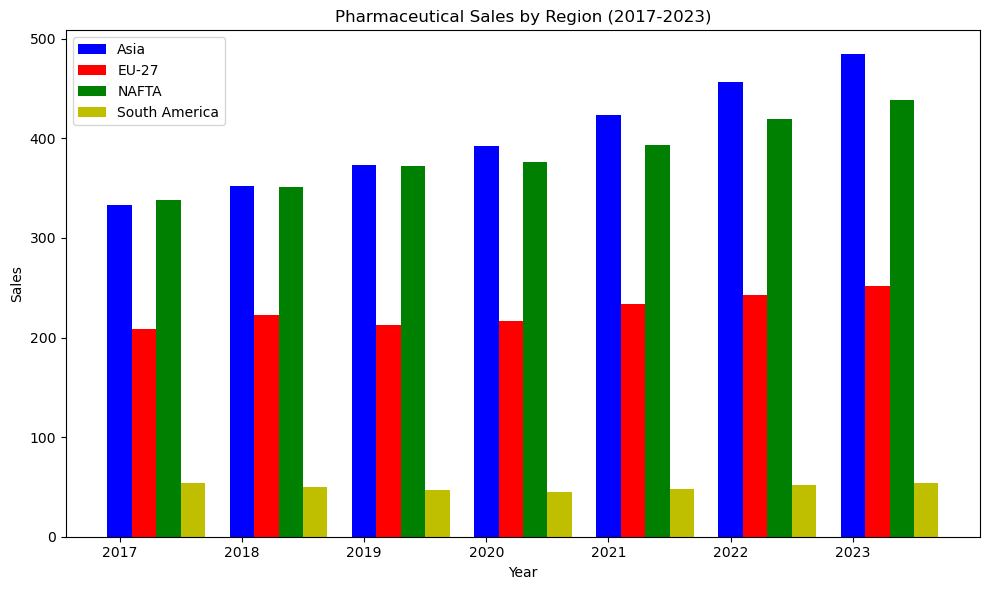 Pharmaceutical Sales by Region (2017-2023)
Asia
EU-27
NAFTA
South America
500
400
300
200
100
0
Sales
2017 2018 2019 2020 2021 2022 2023
Year